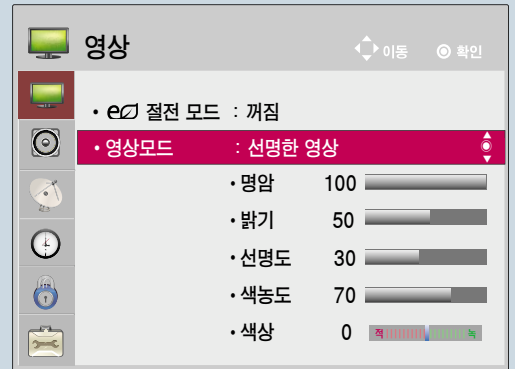 영상 이동 확인
• e 절전 모드 : 꺼짐
• 영상모드 : 선명한 영상
• 명암 100
• 밝기 50
• 선명도 30
• 색농도 70
• 색상 0 적 녹